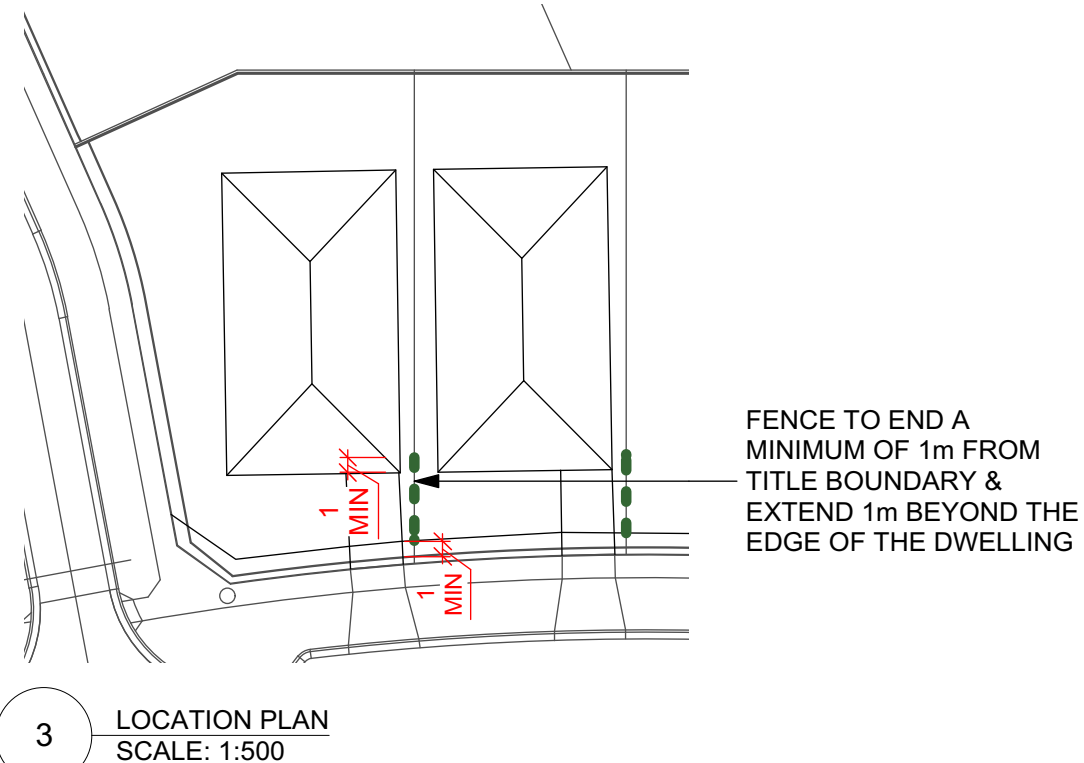 FENCE TO END A
MINIMUM OF 1m FROM
TITLE BOUNDARY &
EXTEND 1m BEYOND THE
EDGE OF THE DWELLING
1
MIN
1
MIN
3
LOCATION PLAN
SCALE: 1:500